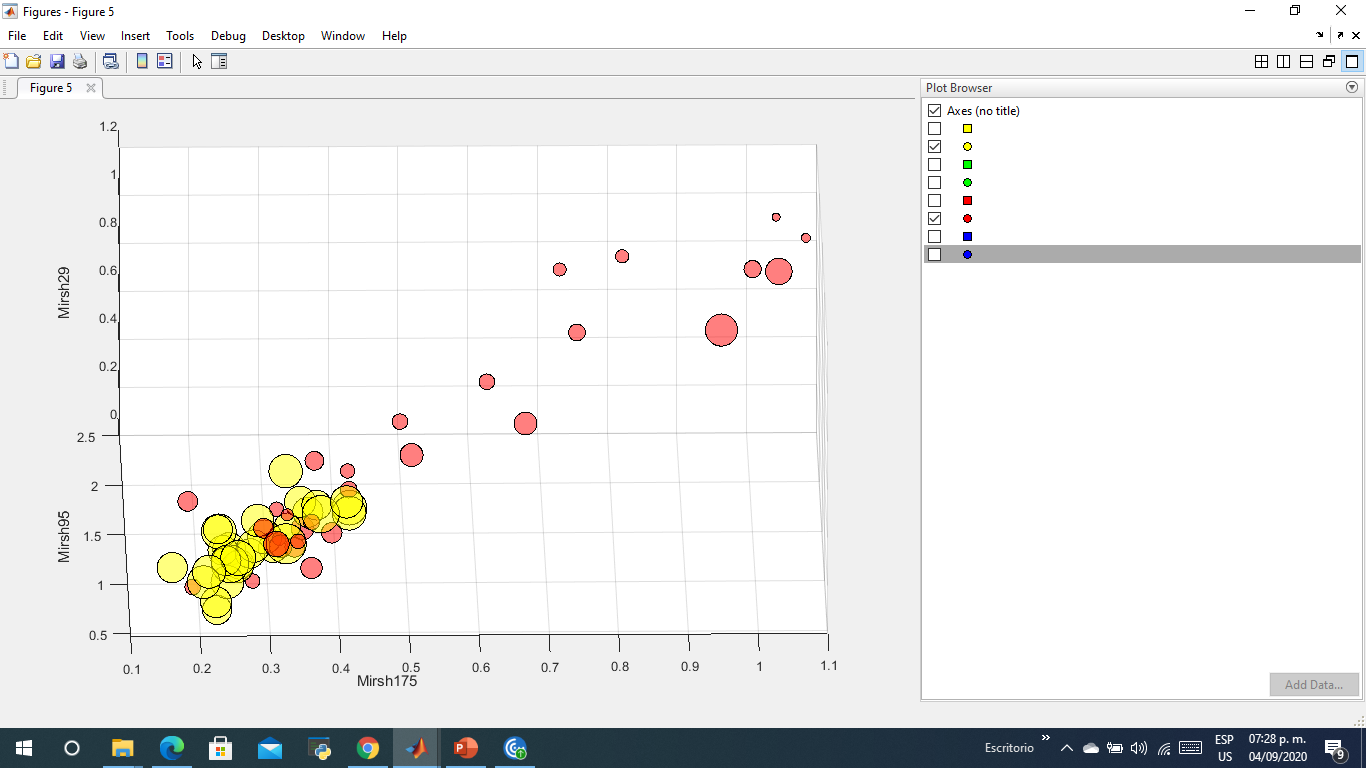 Figures - Figure 5
File Edit View Insert Tools Debug Desktop Window Help
Figure 5
Plot Browser
Axes (no title)
1.2
1
0.8
0.6
0.4
0.2
0
Mirsh29
2.5
2
1.5
1
0.5
Mirsh95
0.1 0.2 0.3 0.4 0.5 0.6 0.7 0.8 0.9 1 1.1
Mirsh175
Add Data...
Escritorio
ESP
US
07:28 p. m.
04/09/2020
9